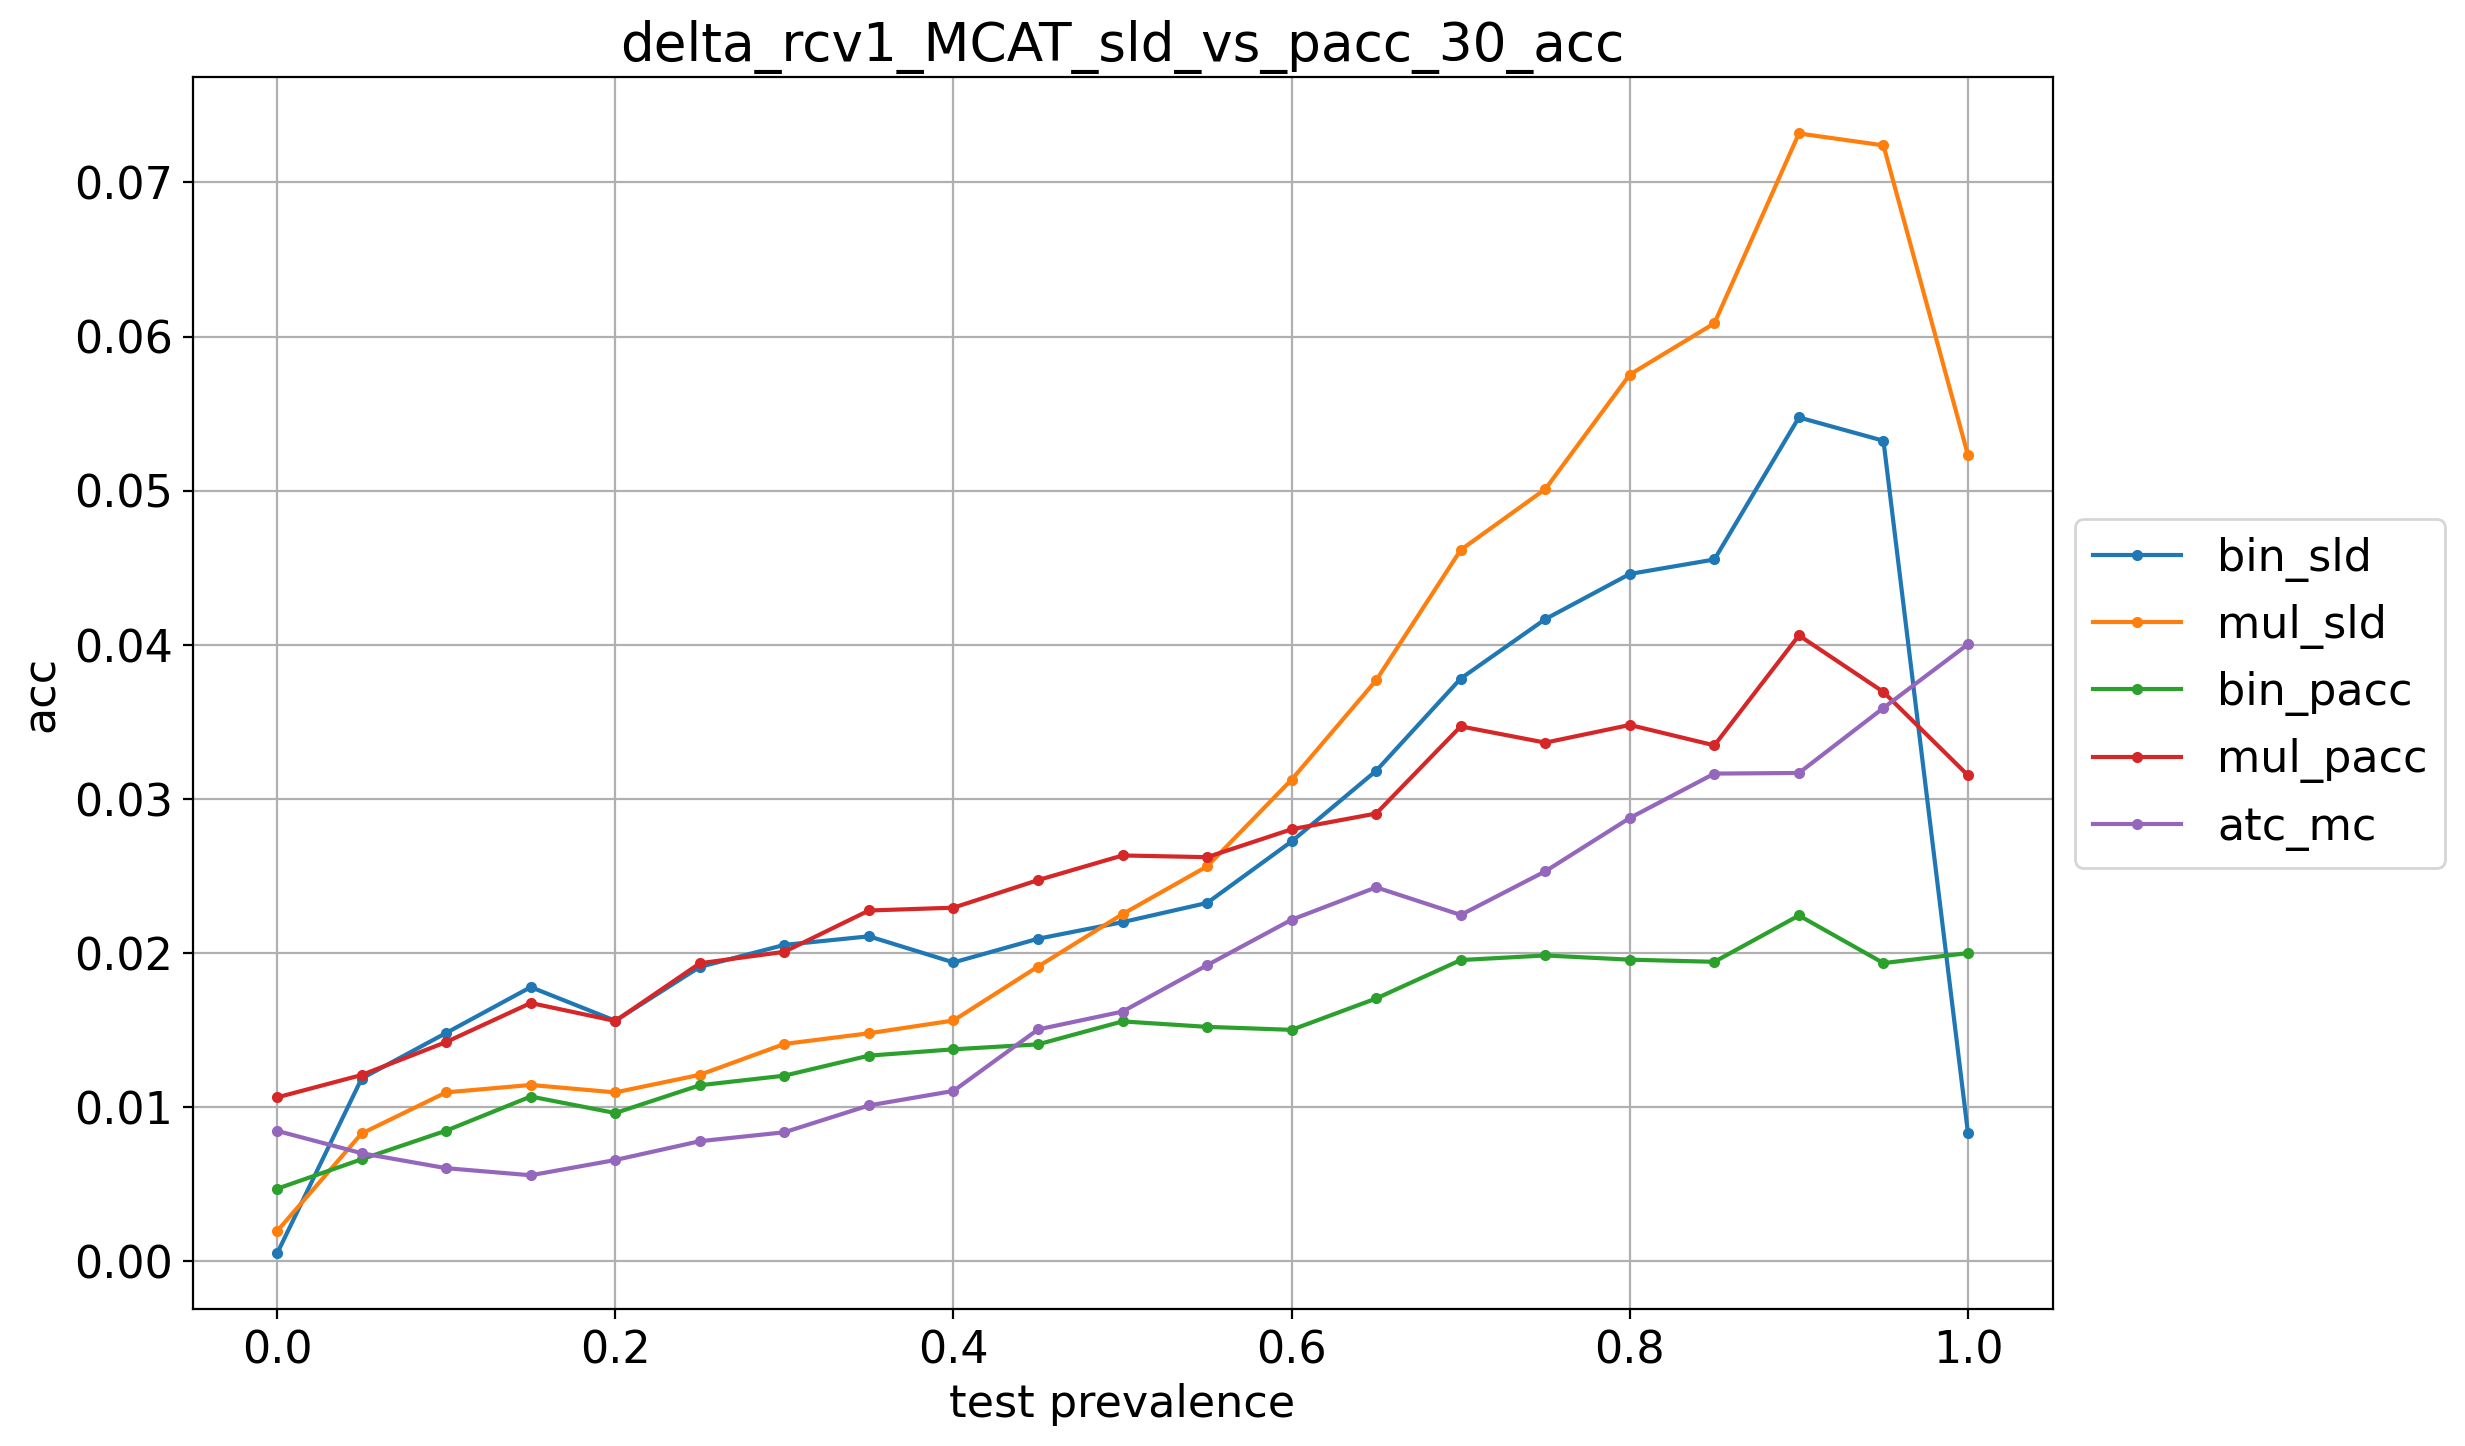 delta_rcv1_MCAT_sld_vs_pacc_30_acc
0.07
0.06
0.05
0.04
0.03
0.02
0.01
0.00
acc
0.0 0.2 0.4 0.6 0.8 1.0
test prevalence
bin_sld
mul_sld
bin_pacc
mul_pacc
atc_mc